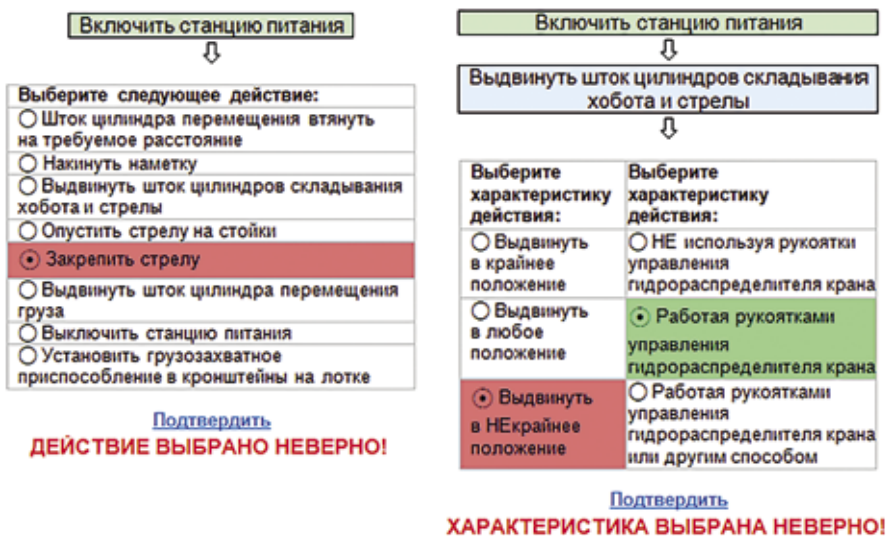 Включить станцию питания
Выберите следующее действие:
Шток цилиндра перемещения втянуть
на требуемое расстояние
Накинуть наметку
Выдвинуть шток цилиндров складывания
хобота и стрелы
Опустить стрелу на стойки
Закрепить стрелу
Выдвинуть шток цилиндра перемещения
груза
Выключить станцию питания
Установить грузозахватное
приспособление в кронштейны на лотке
Подтвердить
ДЕЙСТВИЕ ВЫБРАНО НЕВЕРНО!
Включить станцию питания
Выдвинуть шток цилиндров складывания
хобота и стрелы
Выберите
характеристику
действия:
Выберите
характеристику
действия:
Выдвинуть
в крайнее
положение
НЕ используя рукоятки
управления
гидрораспределителя крана
Выдвинуть
в любое
положение
Работая рукоятками
управления
гидрораспределителя крана
Выдвинуть
в НЕкрайнее
положение
Работая рукоятками
управления
гидрораспределителя крана
или другим способом
Подтвердить
ХАРАКТЕРИСТИКА ВЫБРАНА НЕВЕРНО!